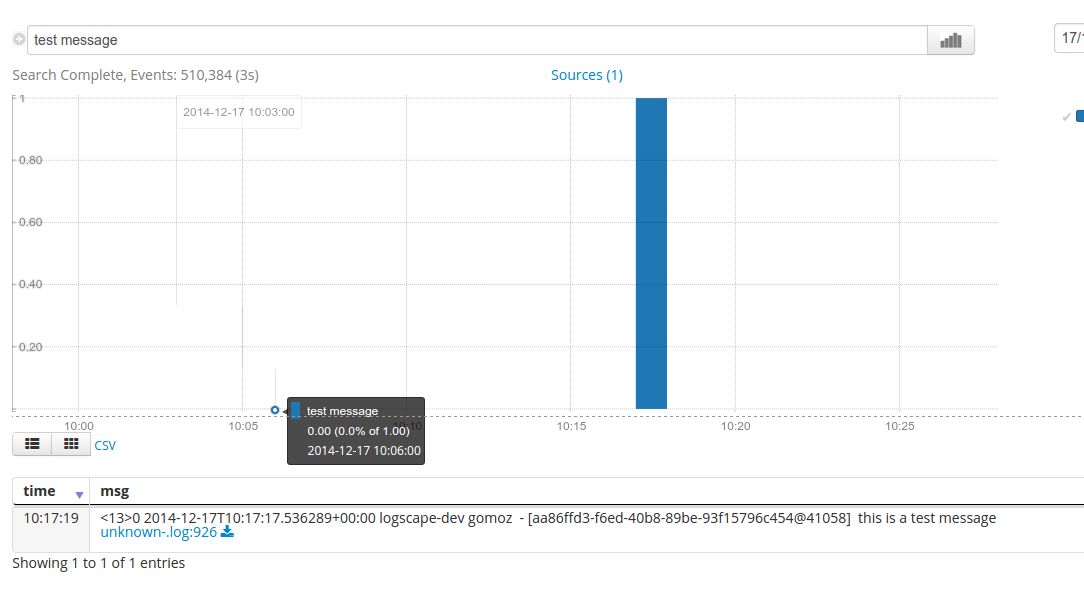 test message
17/
Search Complete, Events: 510,384 (3s)
Sources (1)
1
2014-12-17 10:03:00
0.80
0.60
0.40
0.20
test message
0.00 (0.0% of 1.00)
2014-12-17 10:06:00
10:00
10:05
10:10
10:15
10:20
10:25
CSV
time
msg
10:17:19
<13>0 2014-12-17T10:17:17.536289+00:00 logscape-dev gomoz - [aa86ffd3-f6ed-40b8-89be-93f15796c454@41058] this is a test message
unknown-.log:926
Showing 1 to 1 of 1 entries